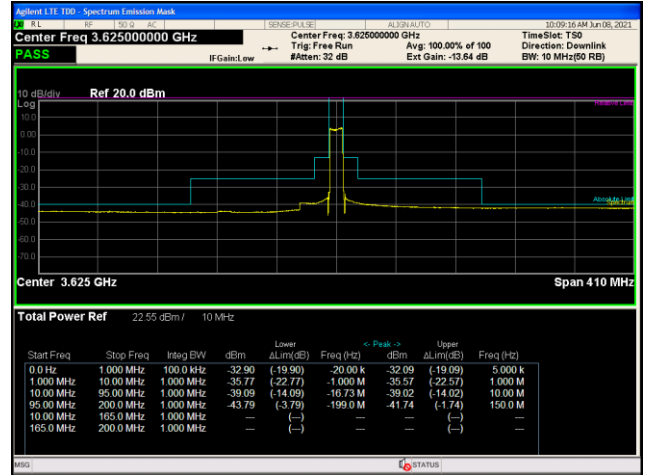 Agilent LTE TDD - Spectrum Emission Mask
LXI RL RF 50 Ω AC SENSE:PULSE ALIGN AUTO 10:09:16 AM Jun 08, 2021
Center Freq 3.625000000 GHz Center Freq: 3.625000000 GHz TimeSlot: TS0
Trig: Free Run Avg: 100.00% of 100 Direction: Downlink
PASS IFGain:Low #Atten: 32 dB Ext Gain: -13.64 dB BW: 10 MHz(50 RB)
10 dB/div Ref 20.0 dBm
Log
Relative Limit
10.0
0.00
-10.0
-20.0
-30.0
-40.0
Absolute Limit
Spectrum
-50.0
-60.0
-70.0
Center 3.625 GHz Span 410 MHz
Total Power Ref 22.55 dBm / 10 MHz
Lower <- Peak -> Upper
Start Freq Stop Freq Integ BW dBm ΔLim(dB) Freq (Hz) dBm ΔLim(dB) Freq (Hz)
0.0 Hz 1.000 MHz 100.0 kHz -32.90 (-19.90) -20.00 k -32.09 (-19.09) 5.000 k
1.000 MHz 10.00 MHz 1.000 MHz -35.77 (-22.77) -1.000 M -35.57 (-22.57) 1.000 M
10.00 MHz 95.00 MHz 1.000 MHz -39.09 (-14.09) -16.73 M -39.02 (-14.02) 10.00 M
95.00 MHz 200.0 MHz 1.000 MHz -43.79 (-3.79) -199.0 M -41.74 (-1.74) 150.0 M
10.00 MHz 165.0 MHz 1.000 MHz --- (---) --- --- (---) ---
165.0 MHz 200.0 MHz 1.000 MHz --- (---) --- --- (---) ---
MSG STATUS